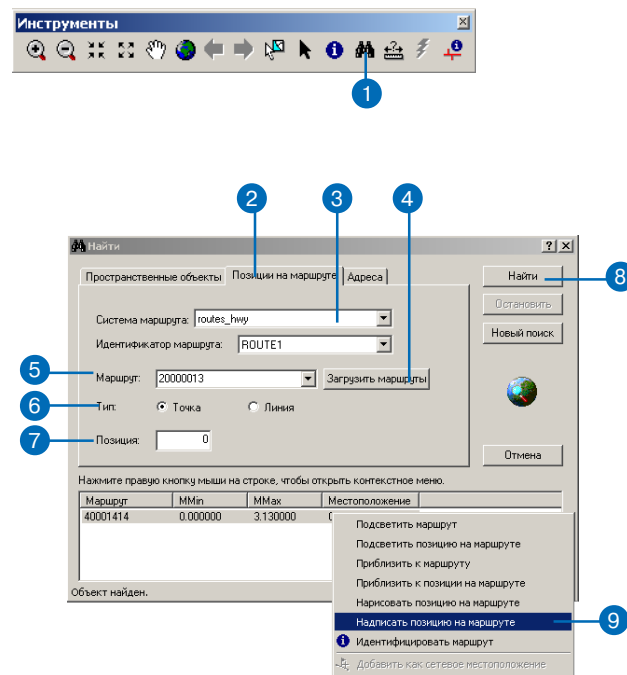 Инструменты
1
2 3 4
Найти
Пространственные объекты Позиции на маршруте Адреса
Найти 8
Остановить
Новый поиск
Система маршрута: routes_hwy
Идентификатор маршрута: ROUTE1
5 Маршрут: 20000013 Загрузить маршруты
6 Тип: Точка Линия
7 Позиция: 0
Отмена
Нажмите правую кнопку мыши на строке, чтобы открыть контекстное меню.
Маршрут MMin MMax Местоположение
40001414 0.000000 3.130000
Объект найден.
Подсветить маршрут
Подсветить позицию на маршруте
Приблизить к маршруту
Приблизить к позиции на маршруте
Нарисовать позицию на маршруте
Надписать позицию на маршруте 9
Идентифицировать маршрут
Добавить как сетевое местоположение